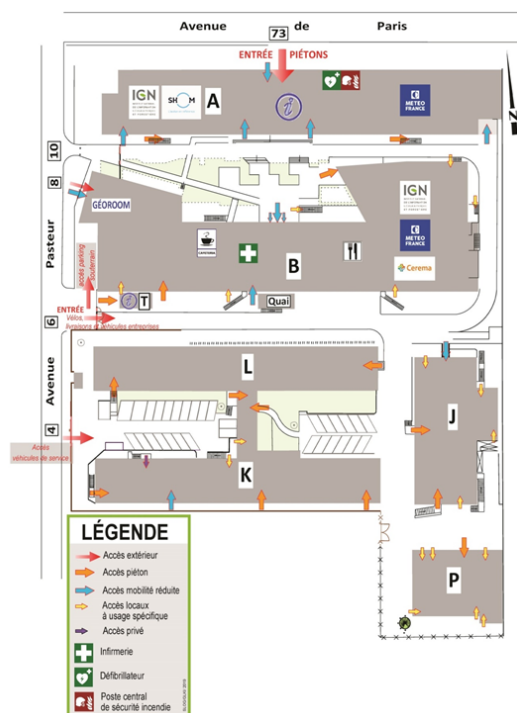 Avenue de Paris
73
ENTRÉE PIÉTONS
IGN
SHOM
A
METEO
FRANCE
N
10
8
Pasteur
GÉOROOM
IGN
METEO
FRANCE
CAFETERIA
B
Cerema
accès parking
souterrain
ENTRÉE
T
Quai
6
Vélos,
livraisons et véhicules entreprises
L
Avenue
J
4
Accès
véhicules de service
K
P
LÉGENDE
Accès extérieur
Accès piéton
Accès mobilité réduite
Accès locaux
à usage spécifique
Accès privé
Infirmerie
Défibrillateur
Poste central
de sécurité incendie